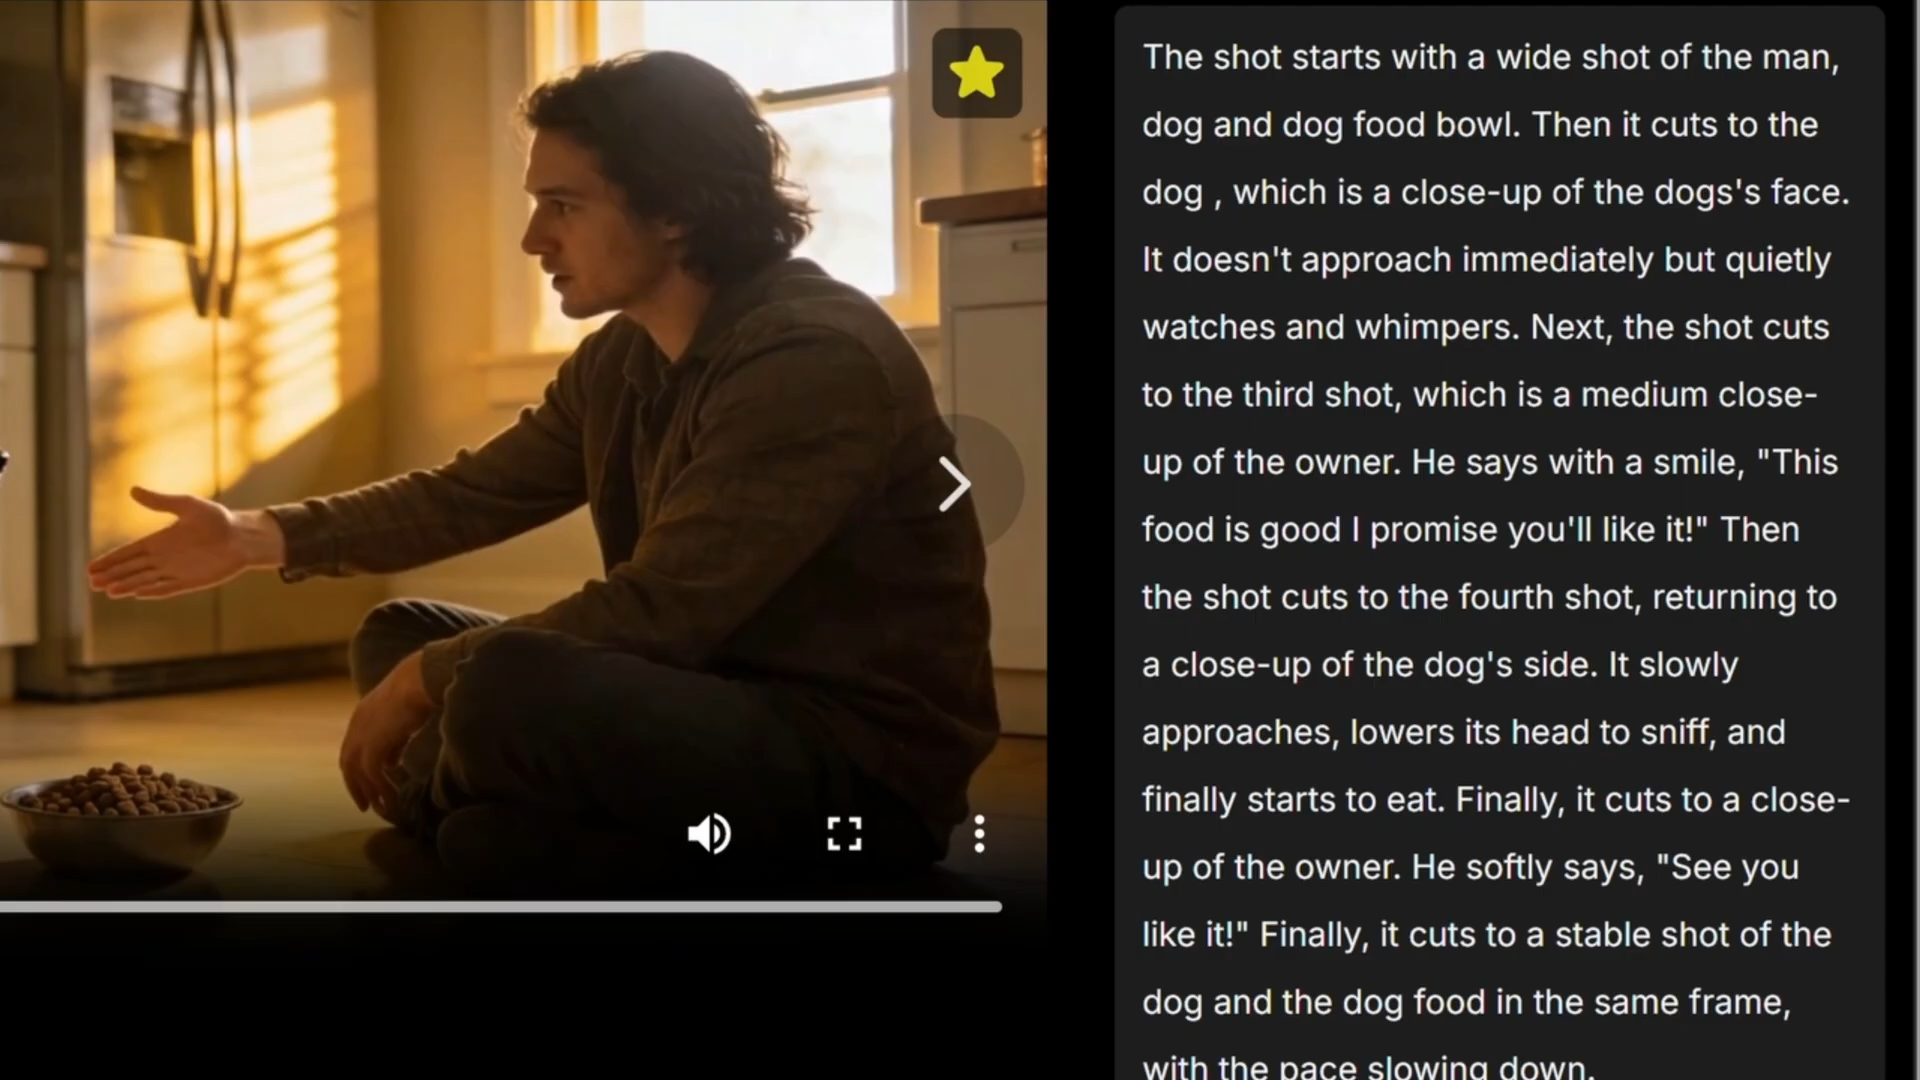 The shot starts with a wide shot of the man,
dog and dog food bowl. Then it cuts to the
dog , which is a close-up of the dogs's face.
It doesn't approach immediately but quietly
watches and whimpers. Next, the shot cuts
to the third shot, which is a medium close-
up of the owner. He says with a smile, "This
food is good I promise you'll like it!" Then
the shot cuts to the fourth shot, returning to
a close-up of the dog's side. It slowly
approaches, lowers its head to sniff, and
finally starts to eat. Finally, it cuts to a close-
up of the owner. He softly says, "See you
like it!" Finally, it cuts to a stable shot of the
dog and the dog food in the same frame,
with the pace slowing down.